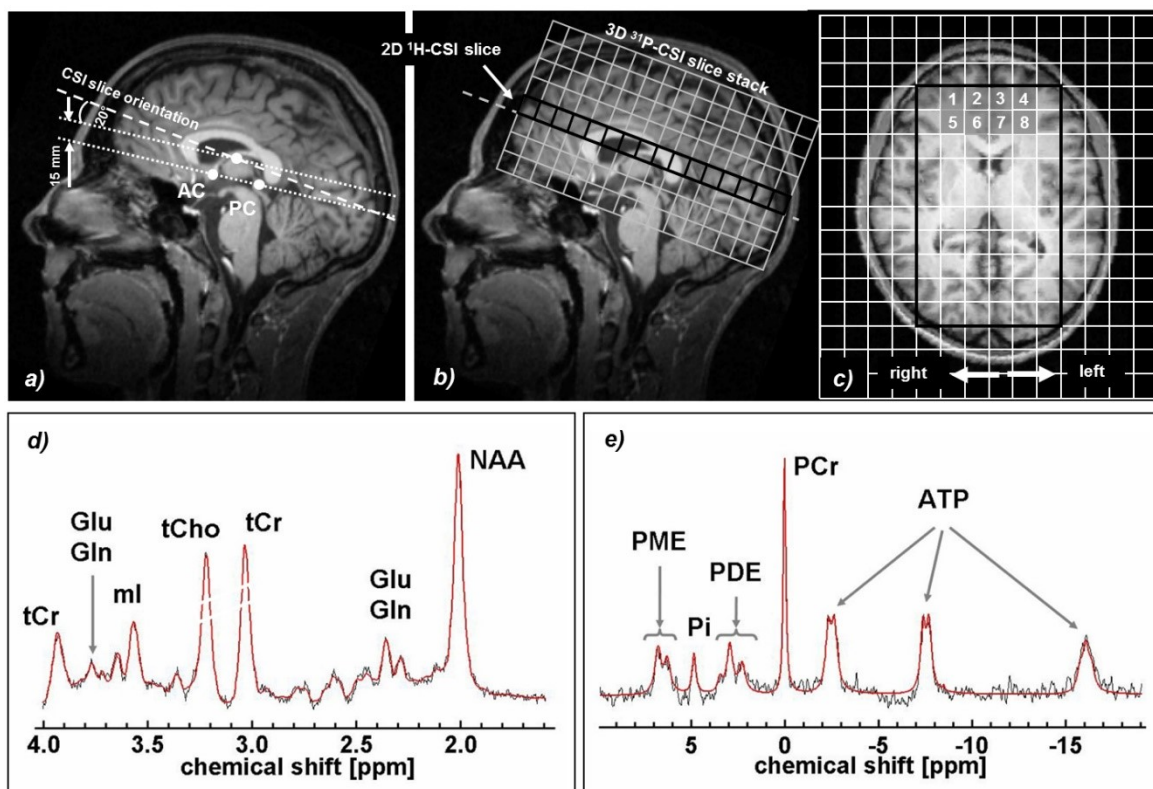 CSI slice orientation
20°
15 mm
AC
PC
a)
2D ¹H-CSI slice
3D ³¹P-CSI slice stack
b)
1 2 3 4
5 6 7 8
c)
right left
d)
NAA
Glu
Gln
tCho
tCr
tCr
mI
Glu
Gln
4.0 3.5 3.0 2.5 2.0
chemical shift [ppm]
e)
PCr
ATP
PME
PDE
Pi
5 0 -5 -10 -15
chemical shift [ppm]